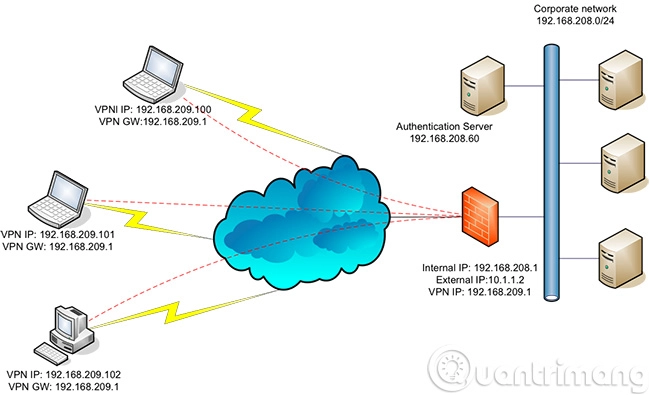 Corporate network
192.168.208.0/24
VPNI IP: 192.168.209.100
VPN GW:192.168.209.1
Authentication Server
192.168.208.60
VPN IP: 192.168.209.101
VPN GW: 192.168.209.1
Internal IP: 192.168.208.1
External IP:10.1.1.2
VPN IP: 192.168.209.1
VPN IP: 192.168.209.102
VPN GW: 192.168.209.1
Quantrimang